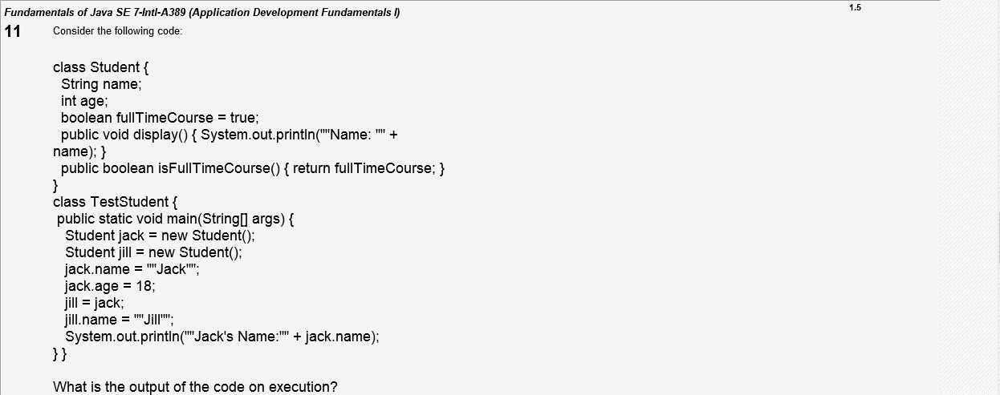 Fundamentals of Java SE 7-Intl-A389 (Application Development Fundamentals I) 1.5
11 Consider the following code:
class Student {
String name;
int age;
boolean fullTimeCourse = true;
public void display() { System.out.println(""Name: "" +
name); }
public boolean isFullTimeCourse() { return fullTimeCourse; }
}
class TestStudent {
public static void main(String[] args) {
Student jack = new Student();
Student jill = new Student();
jack.name = ""Jack"";
jack.age = 18;
jill = jack;
jill.name = ""Jill"";
System.out.println(""Jack's Name:"" + jack.name);
} }
What is the output of the code on execution?